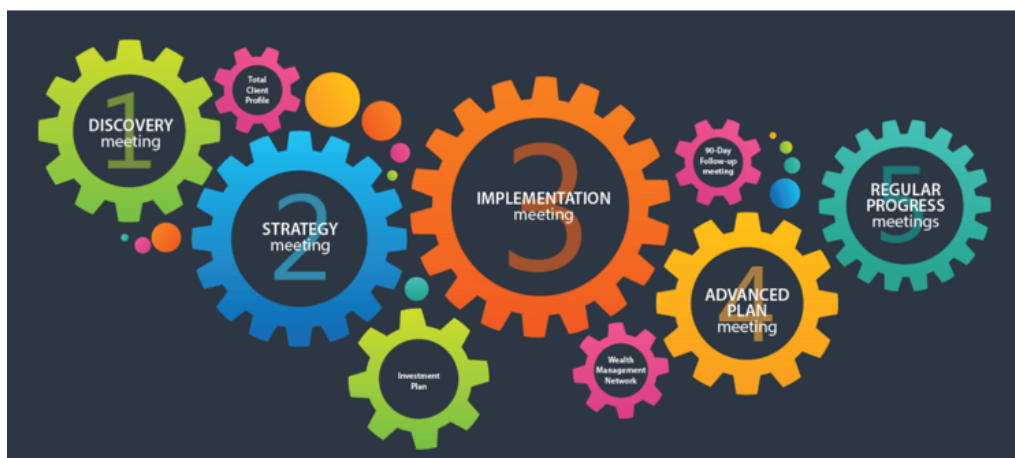 1
DISCOVERY
meeting
Total
Client
Profile
2
STRATEGY
meeting
Investment
Plan
3
IMPLEMENTATION
meeting
Wealth
Management
Network
90-Day
Follow-up
meeting
4
ADVANCED
PLAN
meeting
5
REGULAR
PROGRESS
meetings